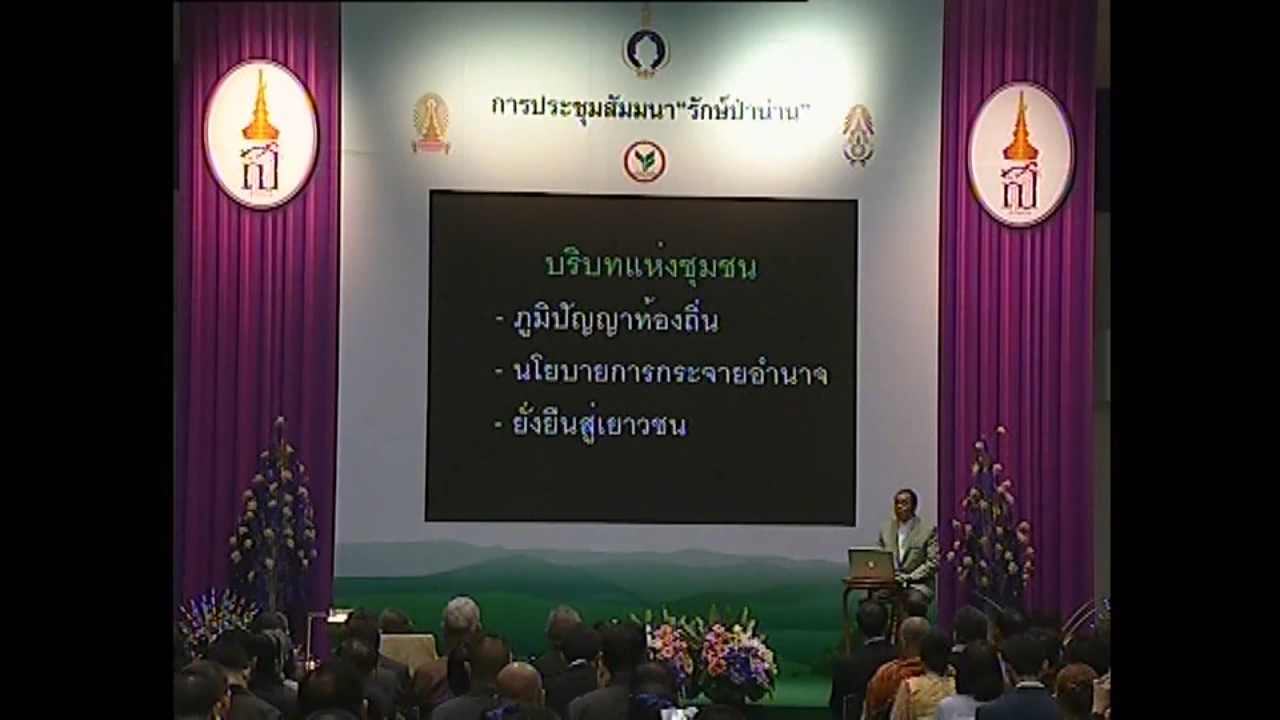 การประชุมสัมมนา"รักษ์ป่าน่าน"
บริบทแห่งชุมชน
- ภูมิปัญญาท้องถิ่น
- นโยบายการกระจายอำนาจ
- ยั่งยืนสู่เยาวชน